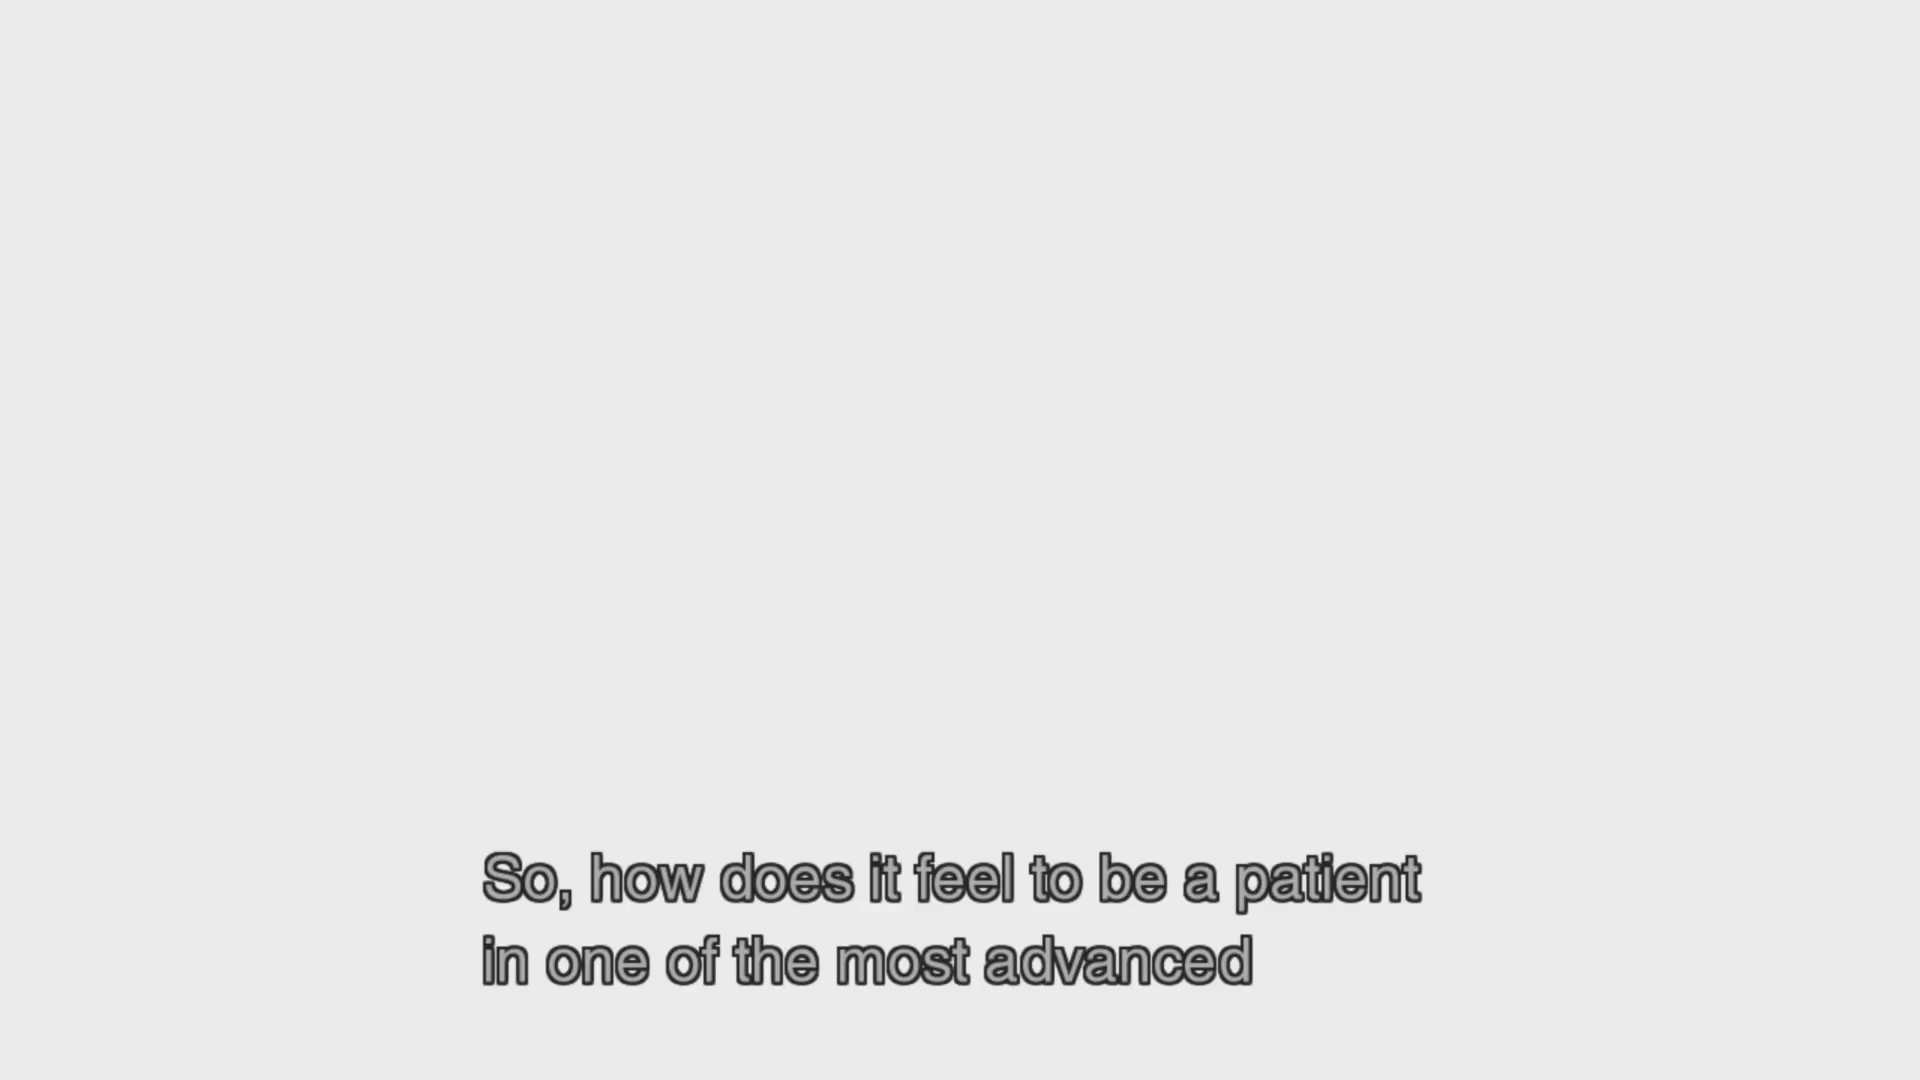 So, how does it feel to be a patient
in one of the most advanced